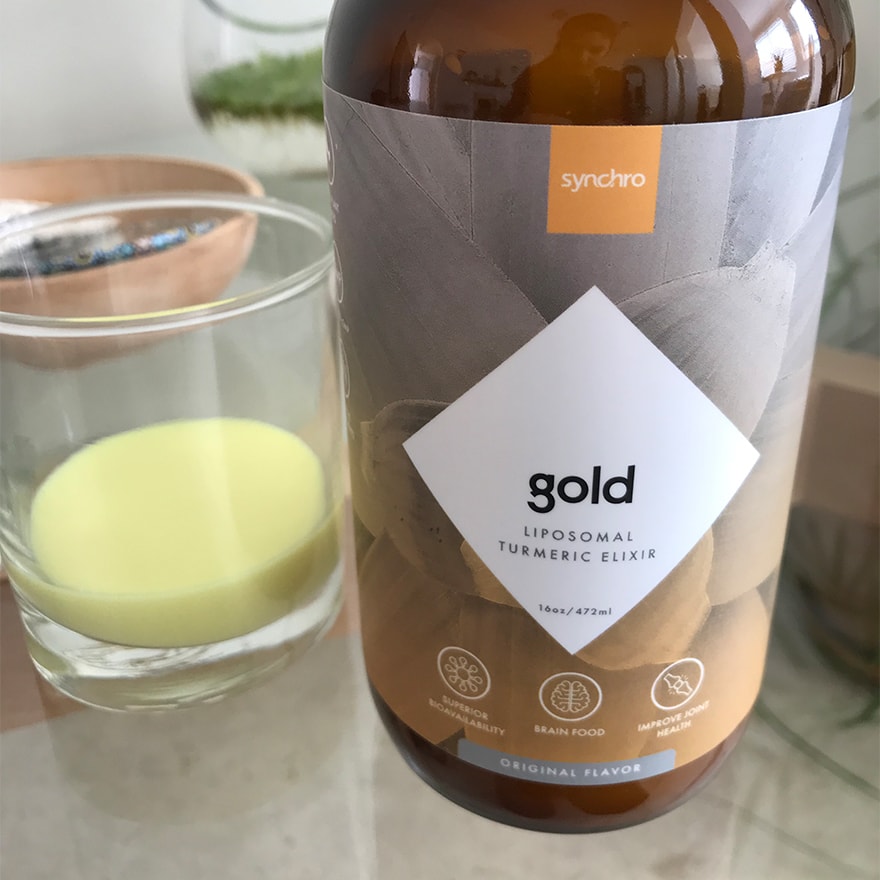 synchro
gold
LIPOSOMAL
TURMERIC ELIXIR
16oz/472ml
SUPERIOR
BIOAVAILABILITY
BRAIN FOOD
IMPROVE JOINT
HEALTH
ORIGINAL FLAVOR